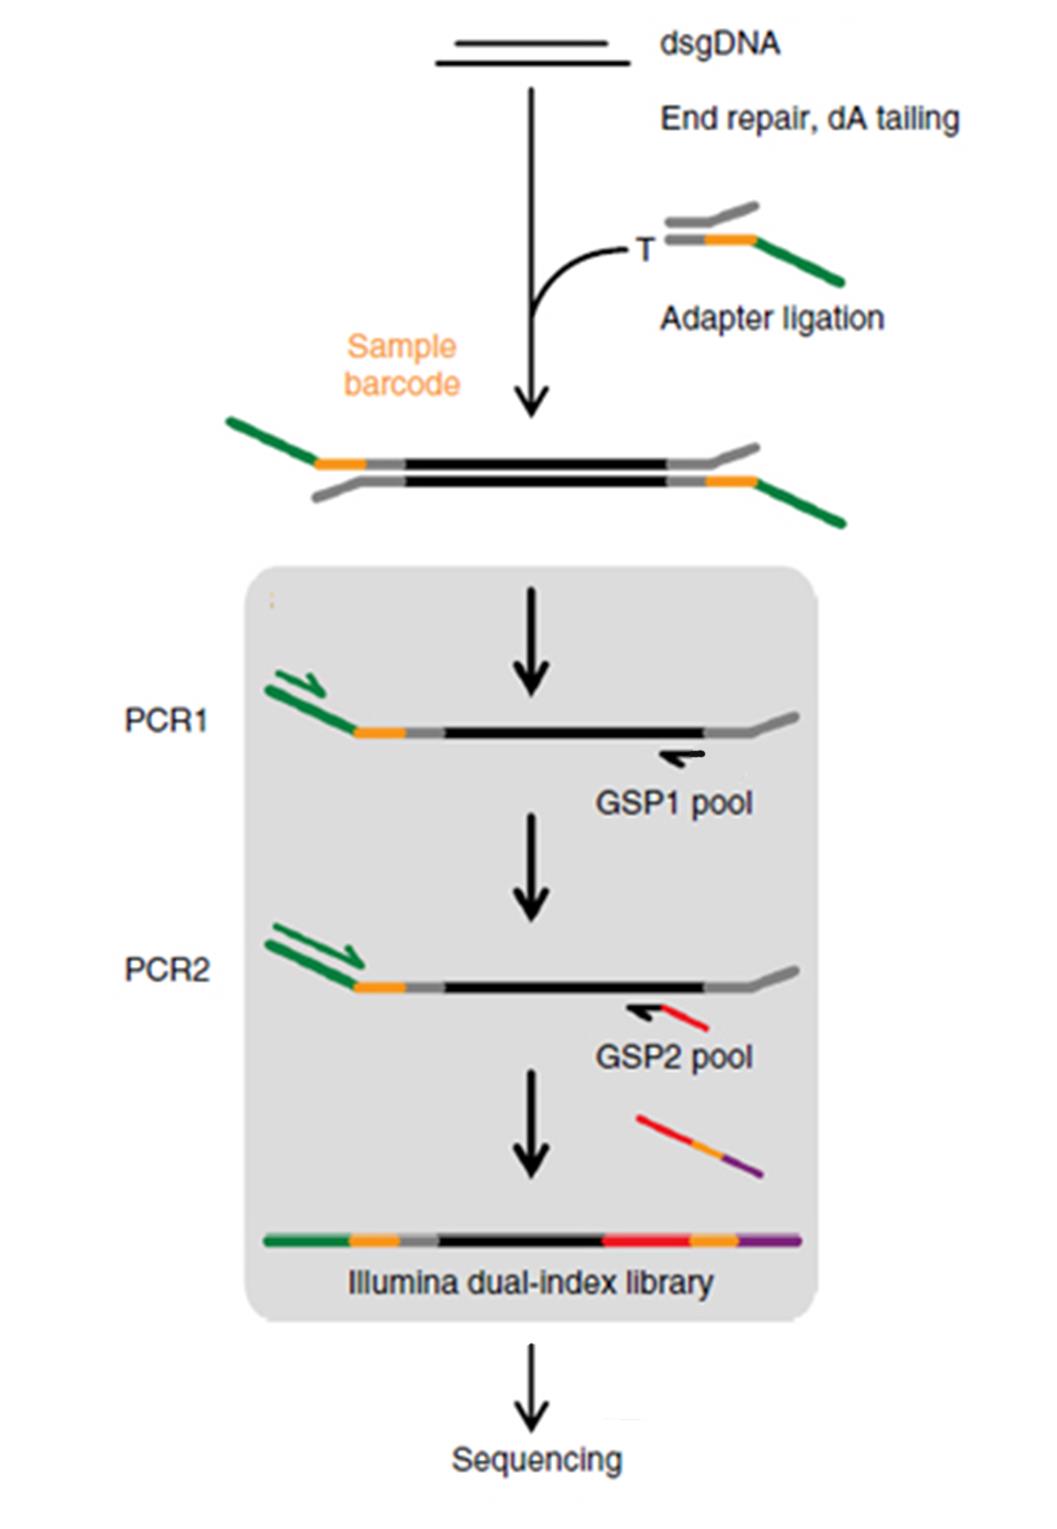 dsgDNA
End repair, dA tailing
T
Adapter ligation
Sample
barcode
PCR1
GSP1 pool
PCR2
GSP2 pool
Illumina dual-index library
Sequencing